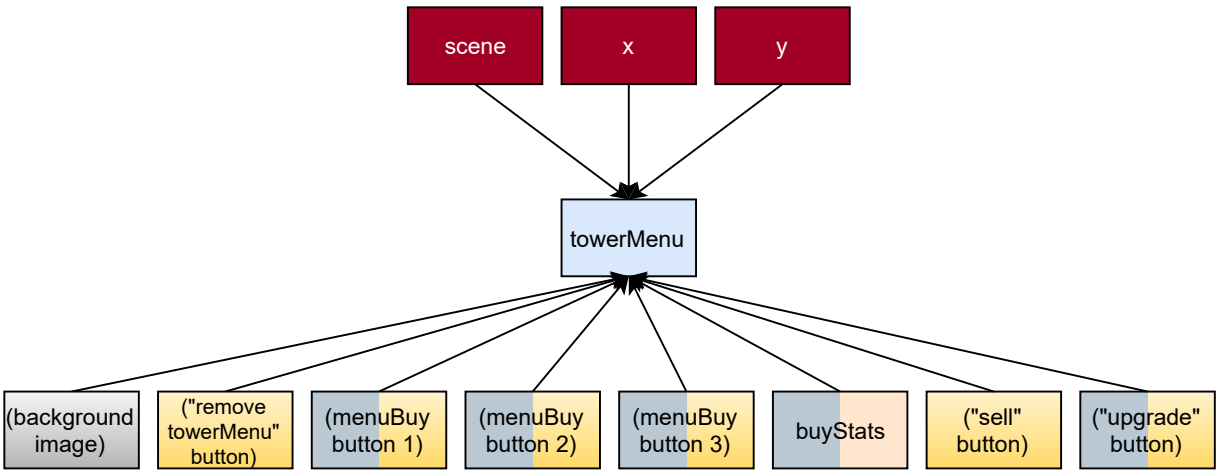 scene
x
y
towerMenu
(background
image)
("remove
towerMenu"
button)
(menuBuy
button 1)
(menuBuy
button 2)
(menuBuy
button 3)
buyStats
("sell"
button)
("upgrade"
button)